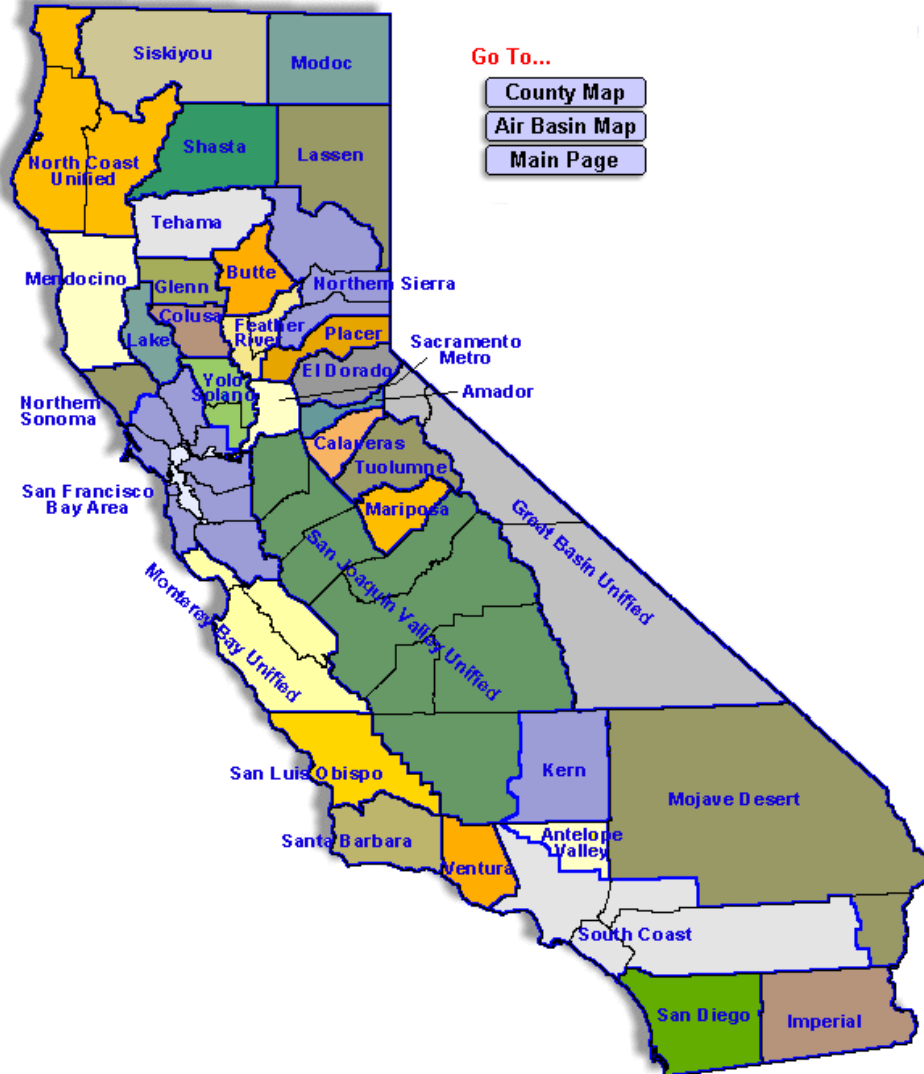 Go To...
County Map
Air Basin Map
Main Page
Siskiyou
Modoc
North Coast
Unified
Shasta
Lassen
Tehama
Mendocino
Glenn
Butte
Northern Sierra
Colusa
Lake
Feather
River
Placer
Sacramento
Metro
El Dorado
Yolo
Solano
Amador
Northern
Sonoma
Calaveras
Tuolumne
San Francisco
Bay Area
Mariposa
Great Basin Unified
San Joaquin Valley Unified
Monterey Bay Unified
San Luis Obispo
Kern
Mojave Desert
Santa Barbara
Antelope
Valley
Ventura
South Coast
San Diego
Imperial